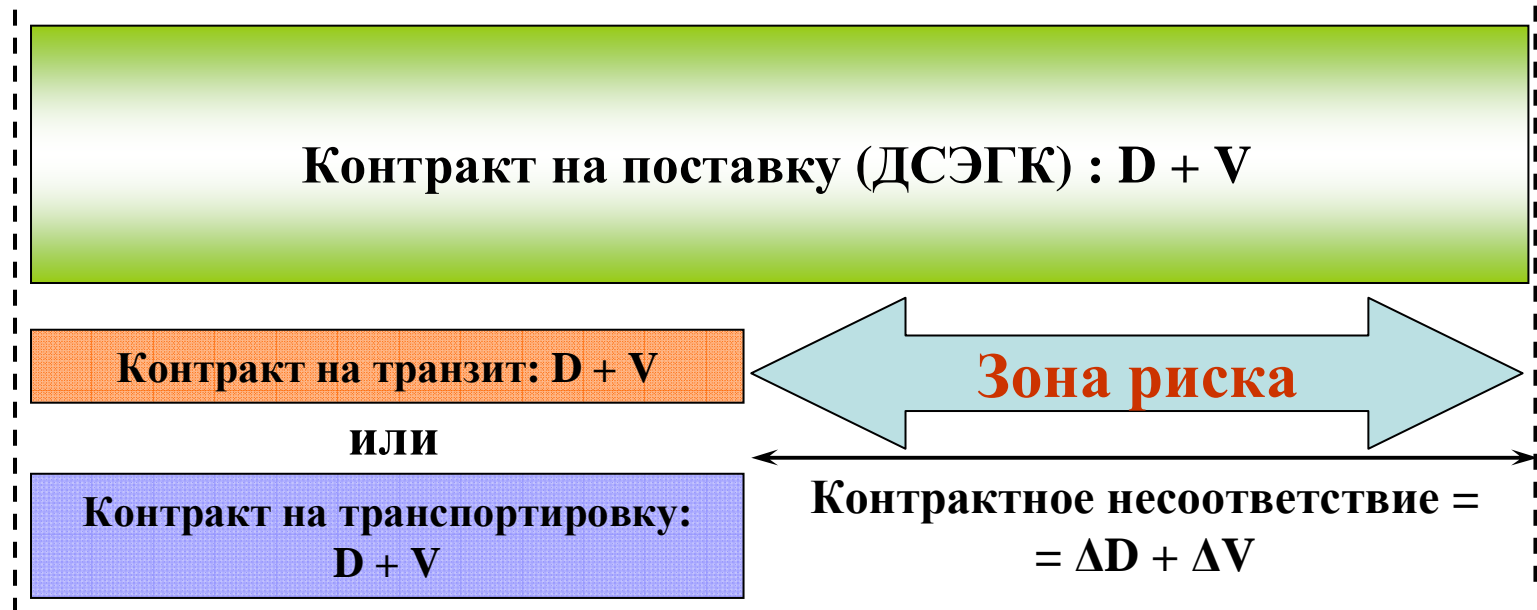 Контракт на поставку (ДСЭГК) : D + V
Контракт на транзит: D + V
Зона риска
или
Контракт на транспортировку:
D + V
Контрактное несоответствие =
= ΔD + ΔV